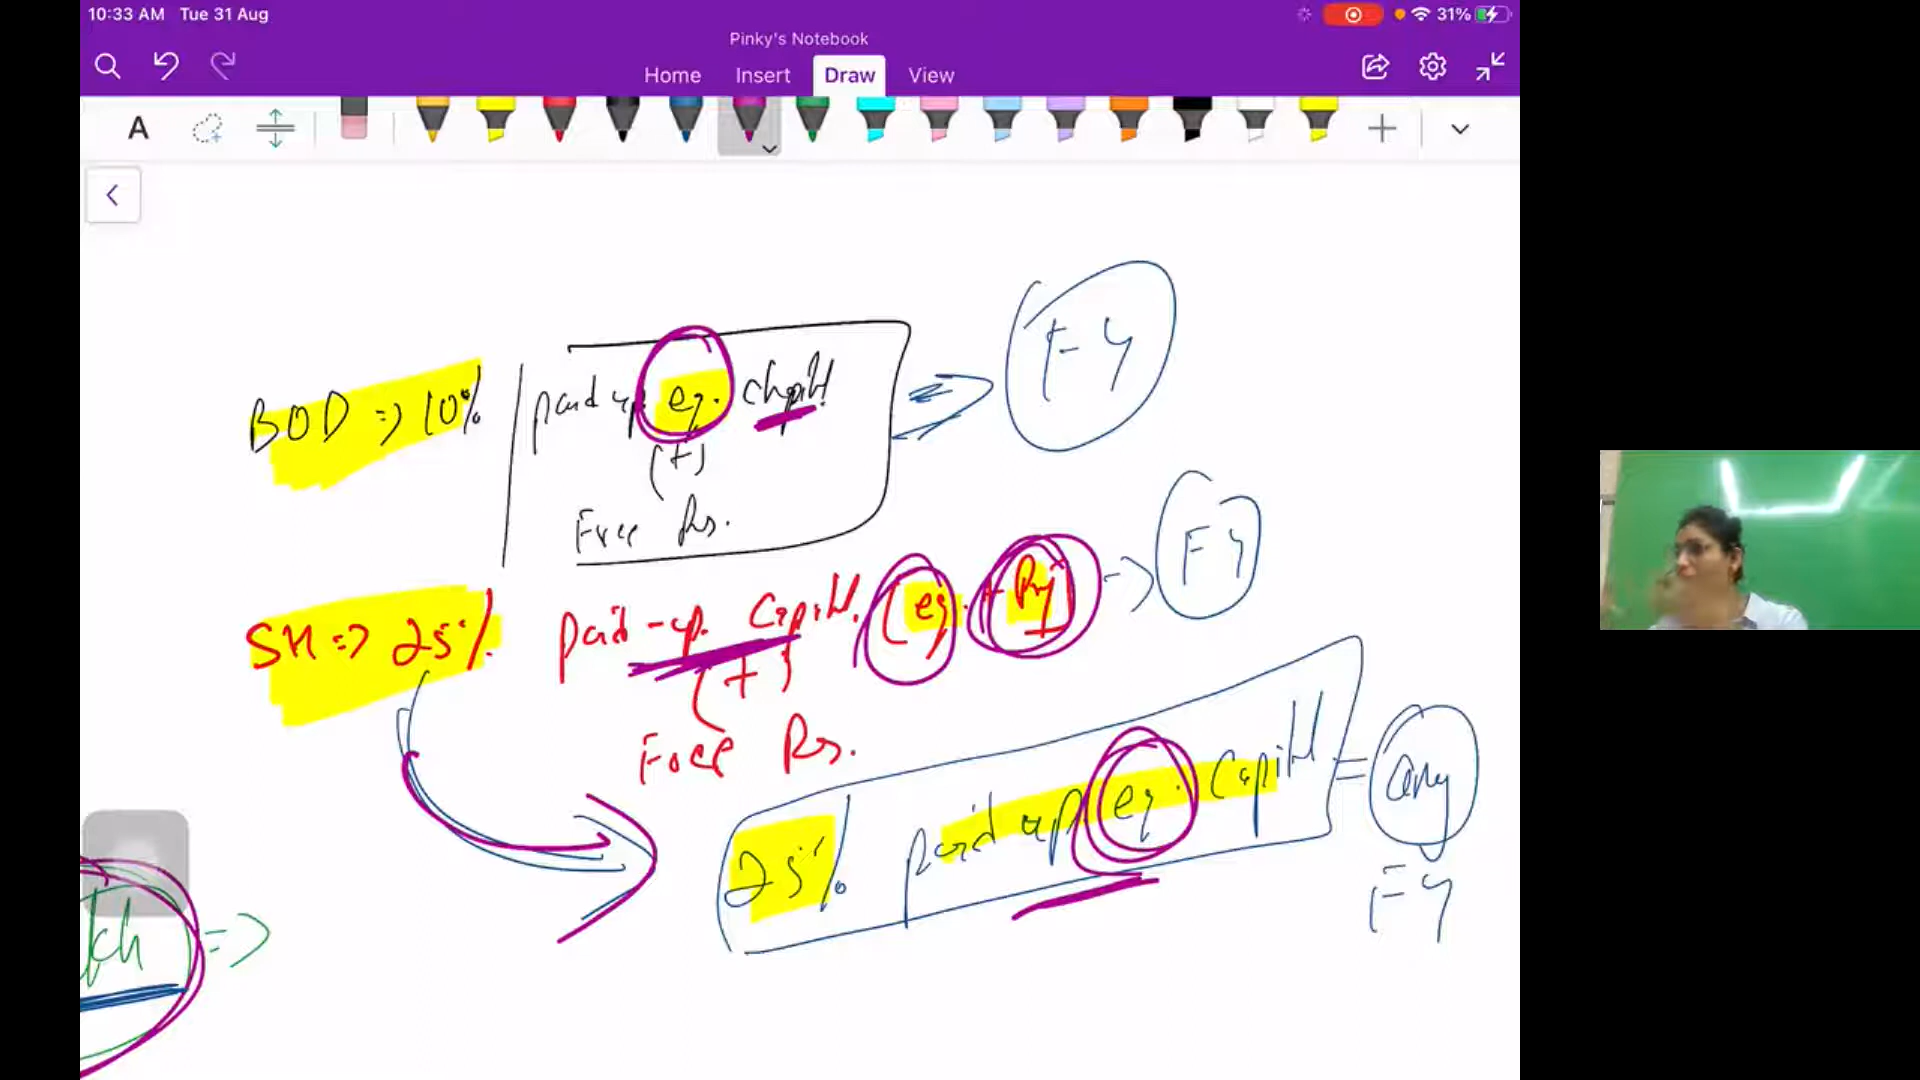 10:33 AM Tue 31 Aug
31%
Pinky's Notebook
Home Insert Draw View
A
BOD => 10% paid up eq. Capital
(+)
Free Rs.
F Y
SH => 25% paid-up Capital. (eq. + Prf)
F Y
(+)
Free Rs.
25% paid up eq. Capital = any
F Y
=>